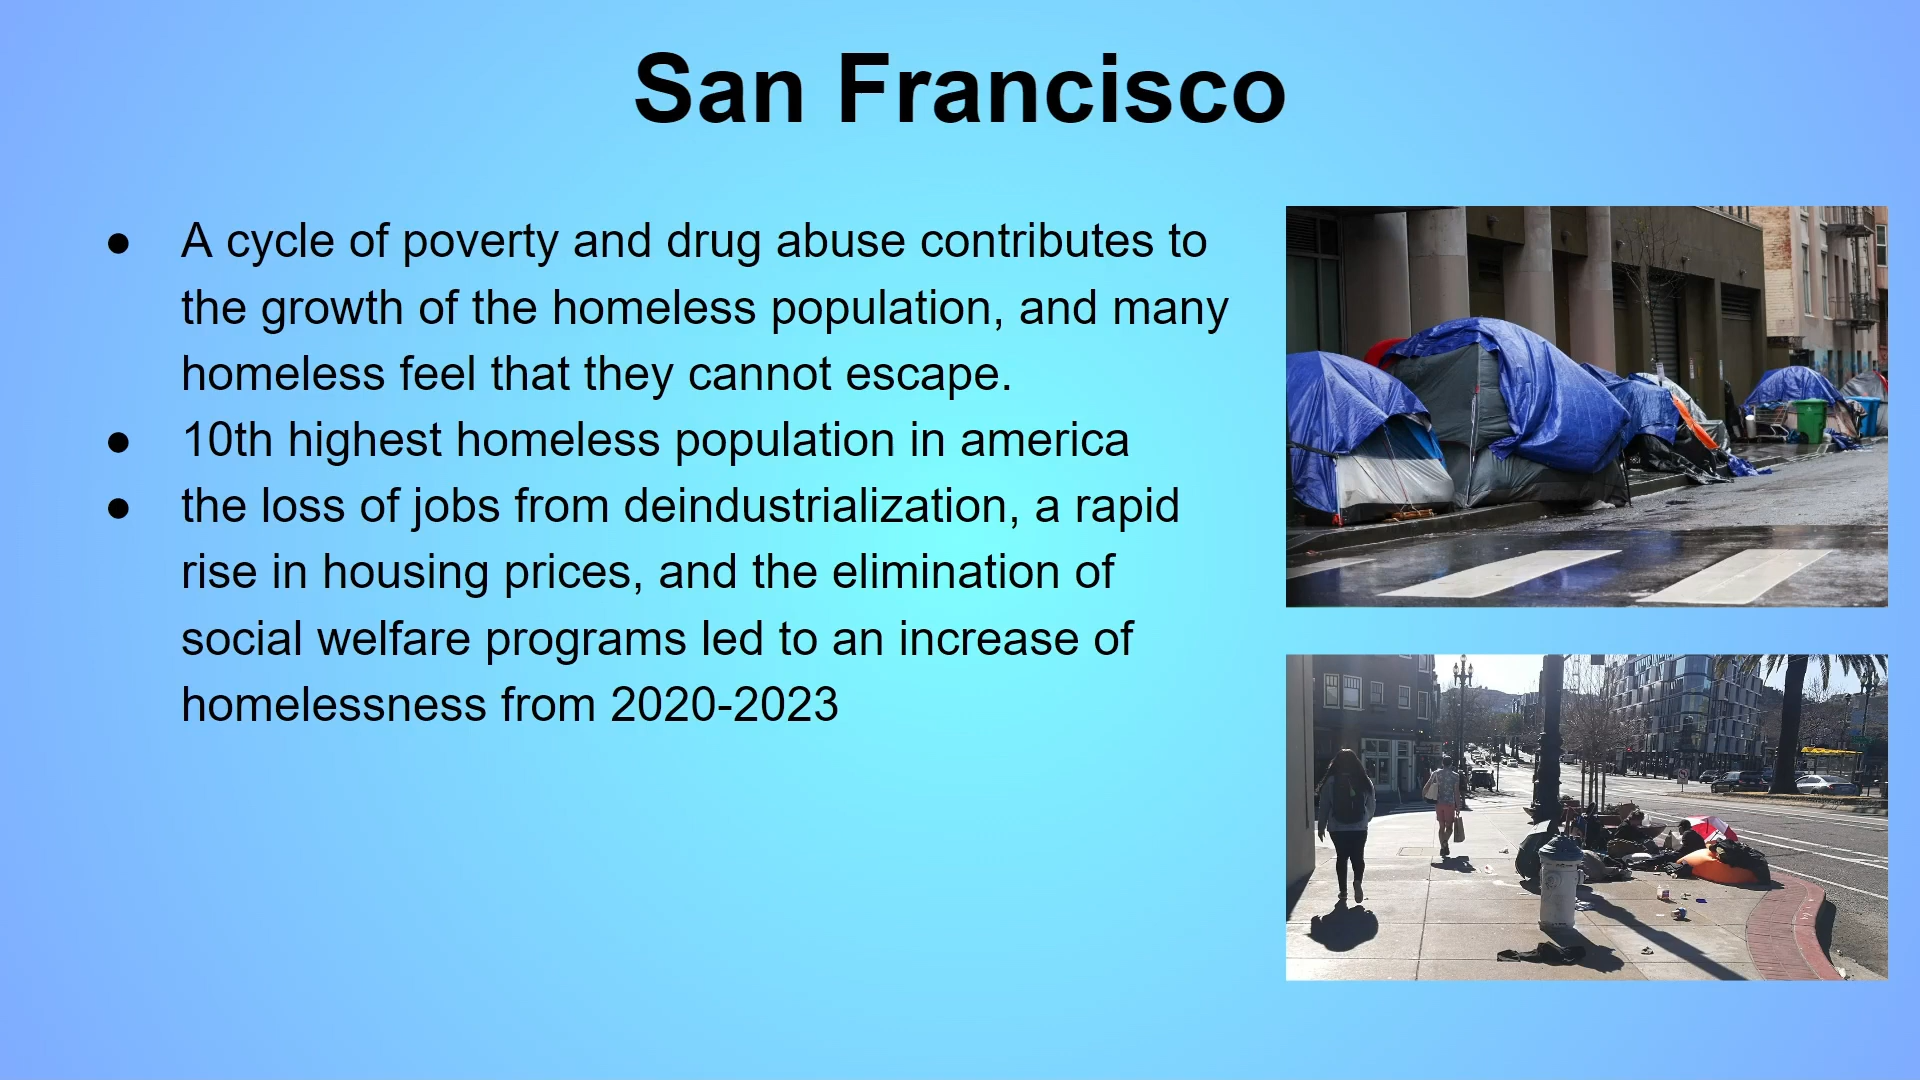 San Francisco
● A cycle of poverty and drug abuse contributes to
the growth of the homeless population, and many
homeless feel that they cannot escape.
● 10th highest homeless population in america
● the loss of jobs from deindustrialization, a rapid
rise in housing prices, and the elimination of
social welfare programs led to an increase of
homelessness from 2020-2023